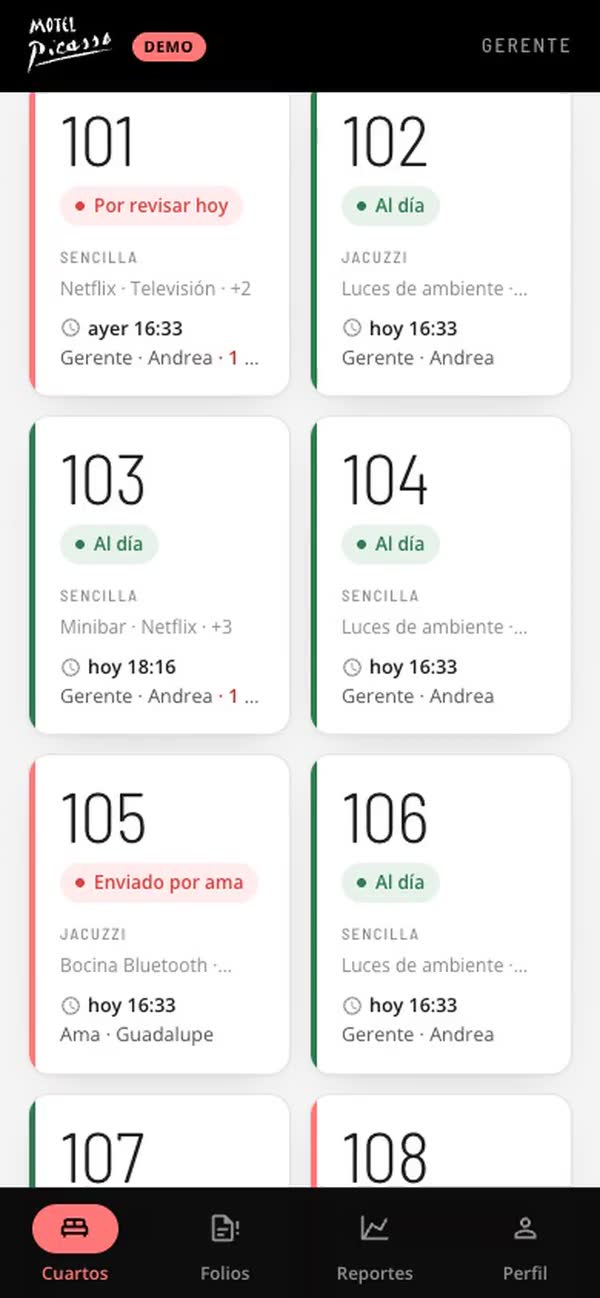 MOTEL
Picasso
DEMO
GERENTE
101
Por revisar hoy
SENCILLA
Netflix · Televisión · +2
ayer 16:33
Gerente · Andrea · 1 ...
102
Al día
JACUZZI
Luces de ambiente ·...
hoy 16:33
Gerente · Andrea
103
Al día
SENCILLA
Minibar · Netflix · +3
hoy 18:16
Gerente · Andrea · 1 ...
104
Al día
SENCILLA
Luces de ambiente ·...
hoy 16:33
Gerente · Andrea
105
Enviado por ama
JACUZZI
Bocina Bluetooth ·...
hoy 16:33
Ama · Guadalupe
106
Al día
SENCILLA
Luces de ambiente ·...
hoy 16:33
Gerente · Andrea
107
108
Cuartos
Folios
Reportes
Perfil